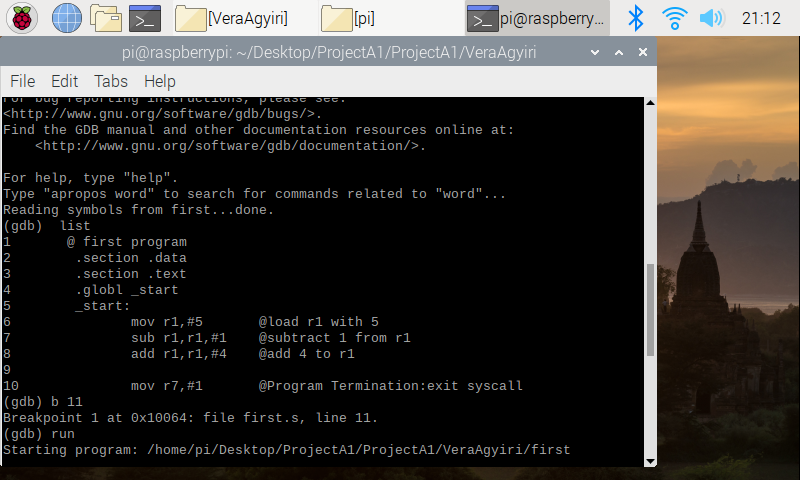 [VeraAgyiri]
[pi]
pi@raspberry...
21:12
pi@raspberrypi: ~/Desktop/ProjectA1/ProjectA1/VeraAgyiri
File Edit Tabs Help
For bug reporting instructions, please see:
<http://www.gnu.org/software/gdb/bugs/>.
Find the GDB manual and other documentation resources online at:
    <http://www.gnu.org/software/gdb/documentation/>.
For help, type "help".
Type "apropos word" to search for commands related to "word"...
Reading symbols from first...done.
(gdb)  list
1       @ first program
2        .section .data
3        .section .text
4        .globl _start
5        _start:
6               mov r1,#5       @load r1 with 5
7               sub r1,r1,#1    @subtract 1 from r1
8               add r1,r1,#4    @add 4 to r1
9
10              mov r7,#1       @Program Termination:exit syscall
(gdb) b 11
Breakpoint 1 at 0x10064: file first.s, line 11.
(gdb) run
Starting program: /home/pi/Desktop/ProjectA1/ProjectA1/VeraAgyiri/first